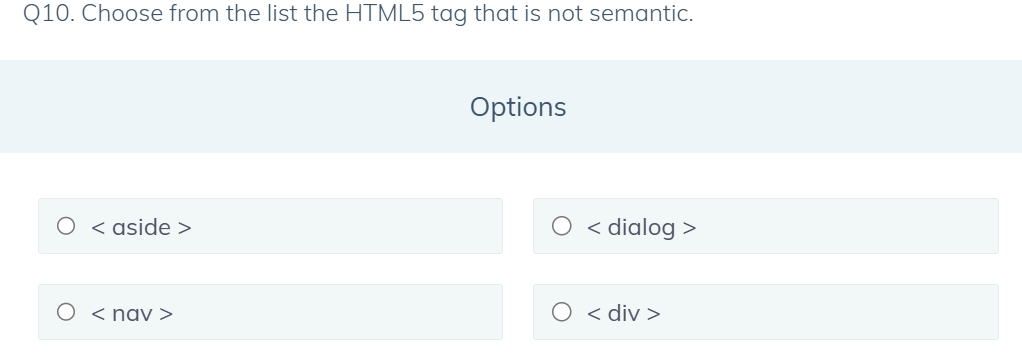 Q10. Choose from the list the HTML5 tag that is not semantic.
Options
< aside >
< dialog >
< nav >
< div >